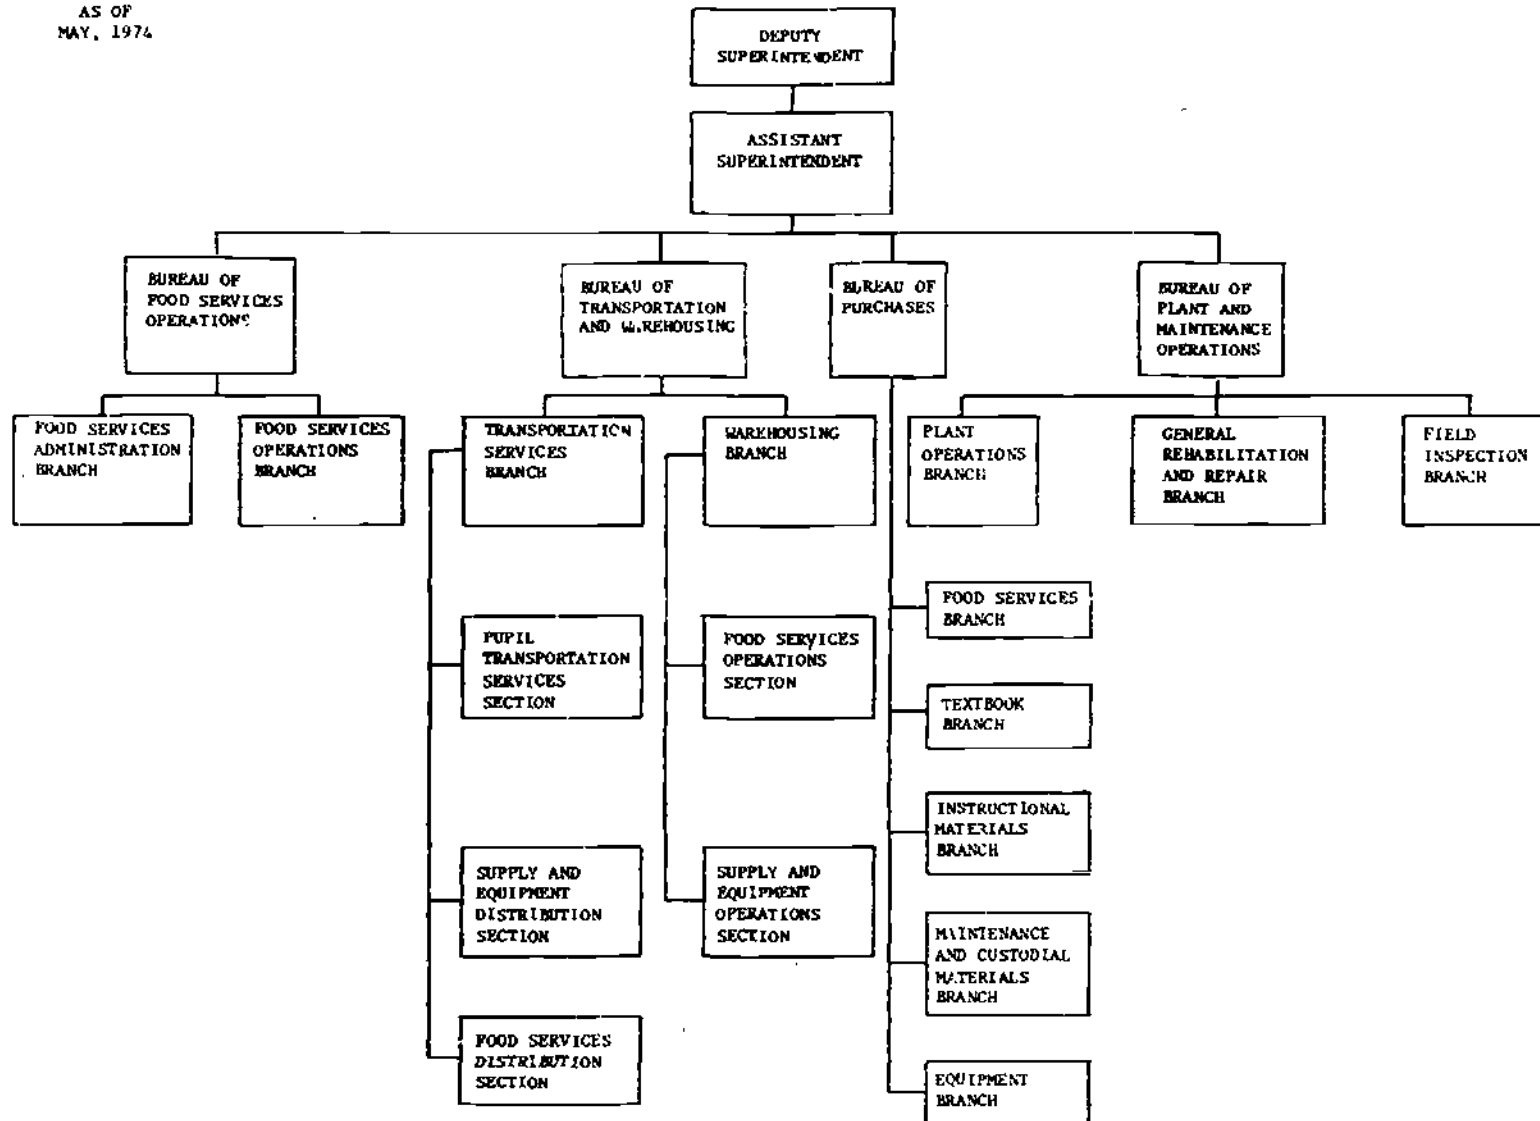 AS OF
MAY, 1974
DEPUTY
SUPERINTENDENT
ASSISTANT
SUPERINTENDENT
BUREAU OF
FOOD SERVICES
OPERATIONS
BUREAU OF
TRANSPORTATION
AND WAREHOUSING
BUREAU OF
PURCHASES
BUREAU OF
PLANT AND
MAINTENANCE
OPERATIONS
FOOD SERVICES
ADMINISTRATION
BRANCH
FOOD SERVICES
OPERATIONS
BRANCH
TRANSPORTATION
SERVICES
BRANCH
WAREHOUSING
BRANCH
PLANT
OPERATIONS
BRANCH
GENERAL
REHABILITATION
AND REPAIR
BRANCH
FIELD
INSPECTION
BRANCH
PUPIL
TRANSPORTATION
SERVICES
SECTION
FOOD SERVICES
OPERATIONS
SECTION
FOOD SERVICES
BRANCH
TEXTBOOK
BRANCH
INSTRUCTIONAL
MATERIALS
BRANCH
SUPPLY AND
EQUIPMENT
DISTRIBUTION
SECTION
SUPPLY AND
EQUIPMENT
OPERATIONS
SECTION
MAINTENANCE
AND CUSTODIAL
MATERIALS
BRANCH
FOOD SERVICES
DISTRIBUTION
SECTION
EQUIPMENT
BRANCH